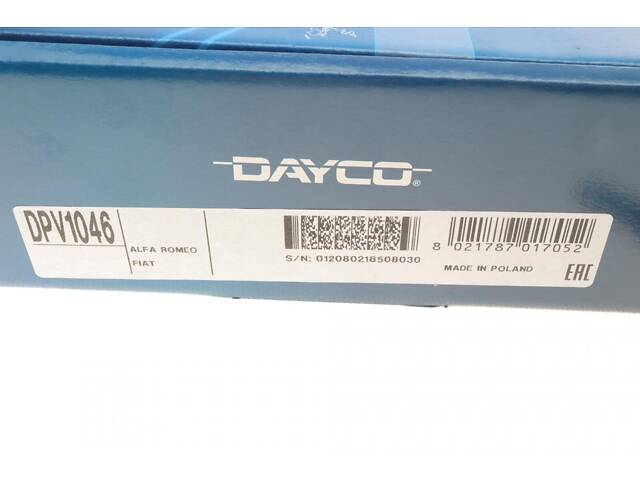 DAYCO®
DPV1046
ALFA ROMEO
FIAT
S/N: 012080218508030
8 021787 017052
MADE IN POLAND
EAC